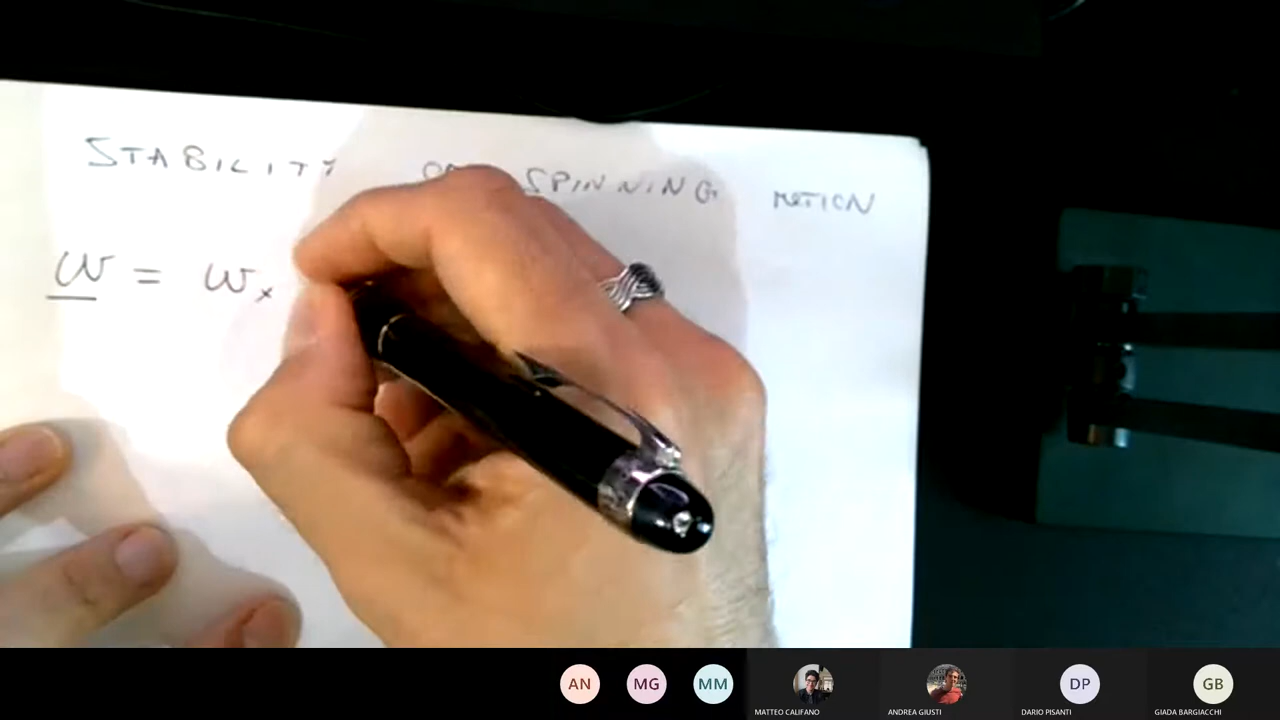 STABILITY SPINNING MOTION
ω = ωx
AN MG MM DP GB
MATTEO CALIFANO ANDREA GIUSTI DARIO PISANTI GIADA BARGIACCHI